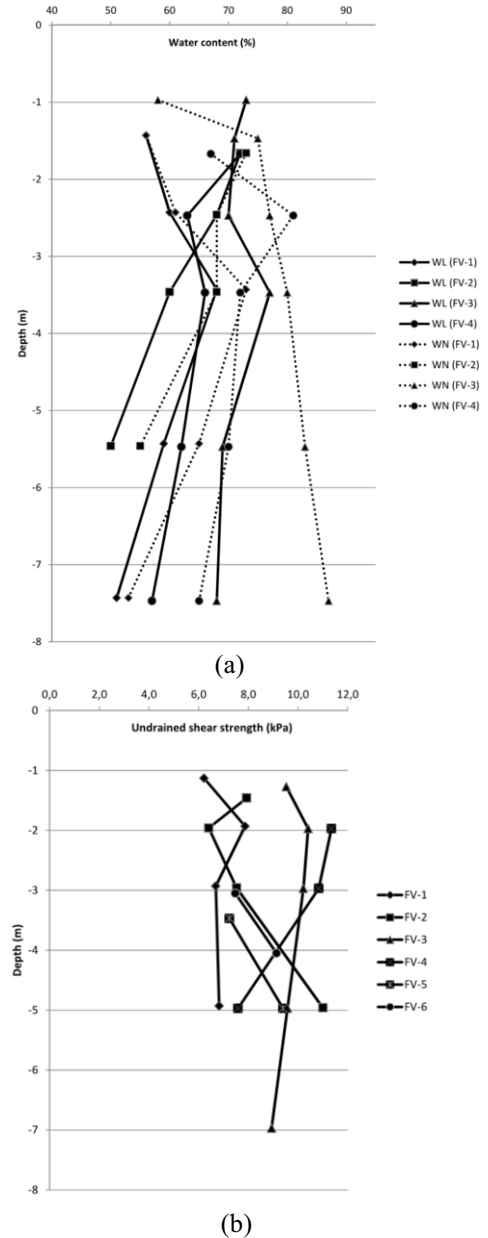 40 50 60 70 80 90
0
Water content (%)
-1
-2
-3
-4
-5
-6
-7
-8
Depth (m)
WL (FV-1)
WL (FV-2)
WL (FV-3)
WL (FV-4)
WN (FV-1)
WN (FV-2)
WN (FV-3)
WN (FV-4)
(a)
0,0 2,0 4,0 6,0 8,0 10,0 12,0
0
Undrained shear strength (kPa)
-1
-2
-3
-4
-5
-6
-7
-8
Depth (m)
FV-1
FV-2
FV-3
FV-4
FV-5
FV-6
(b)